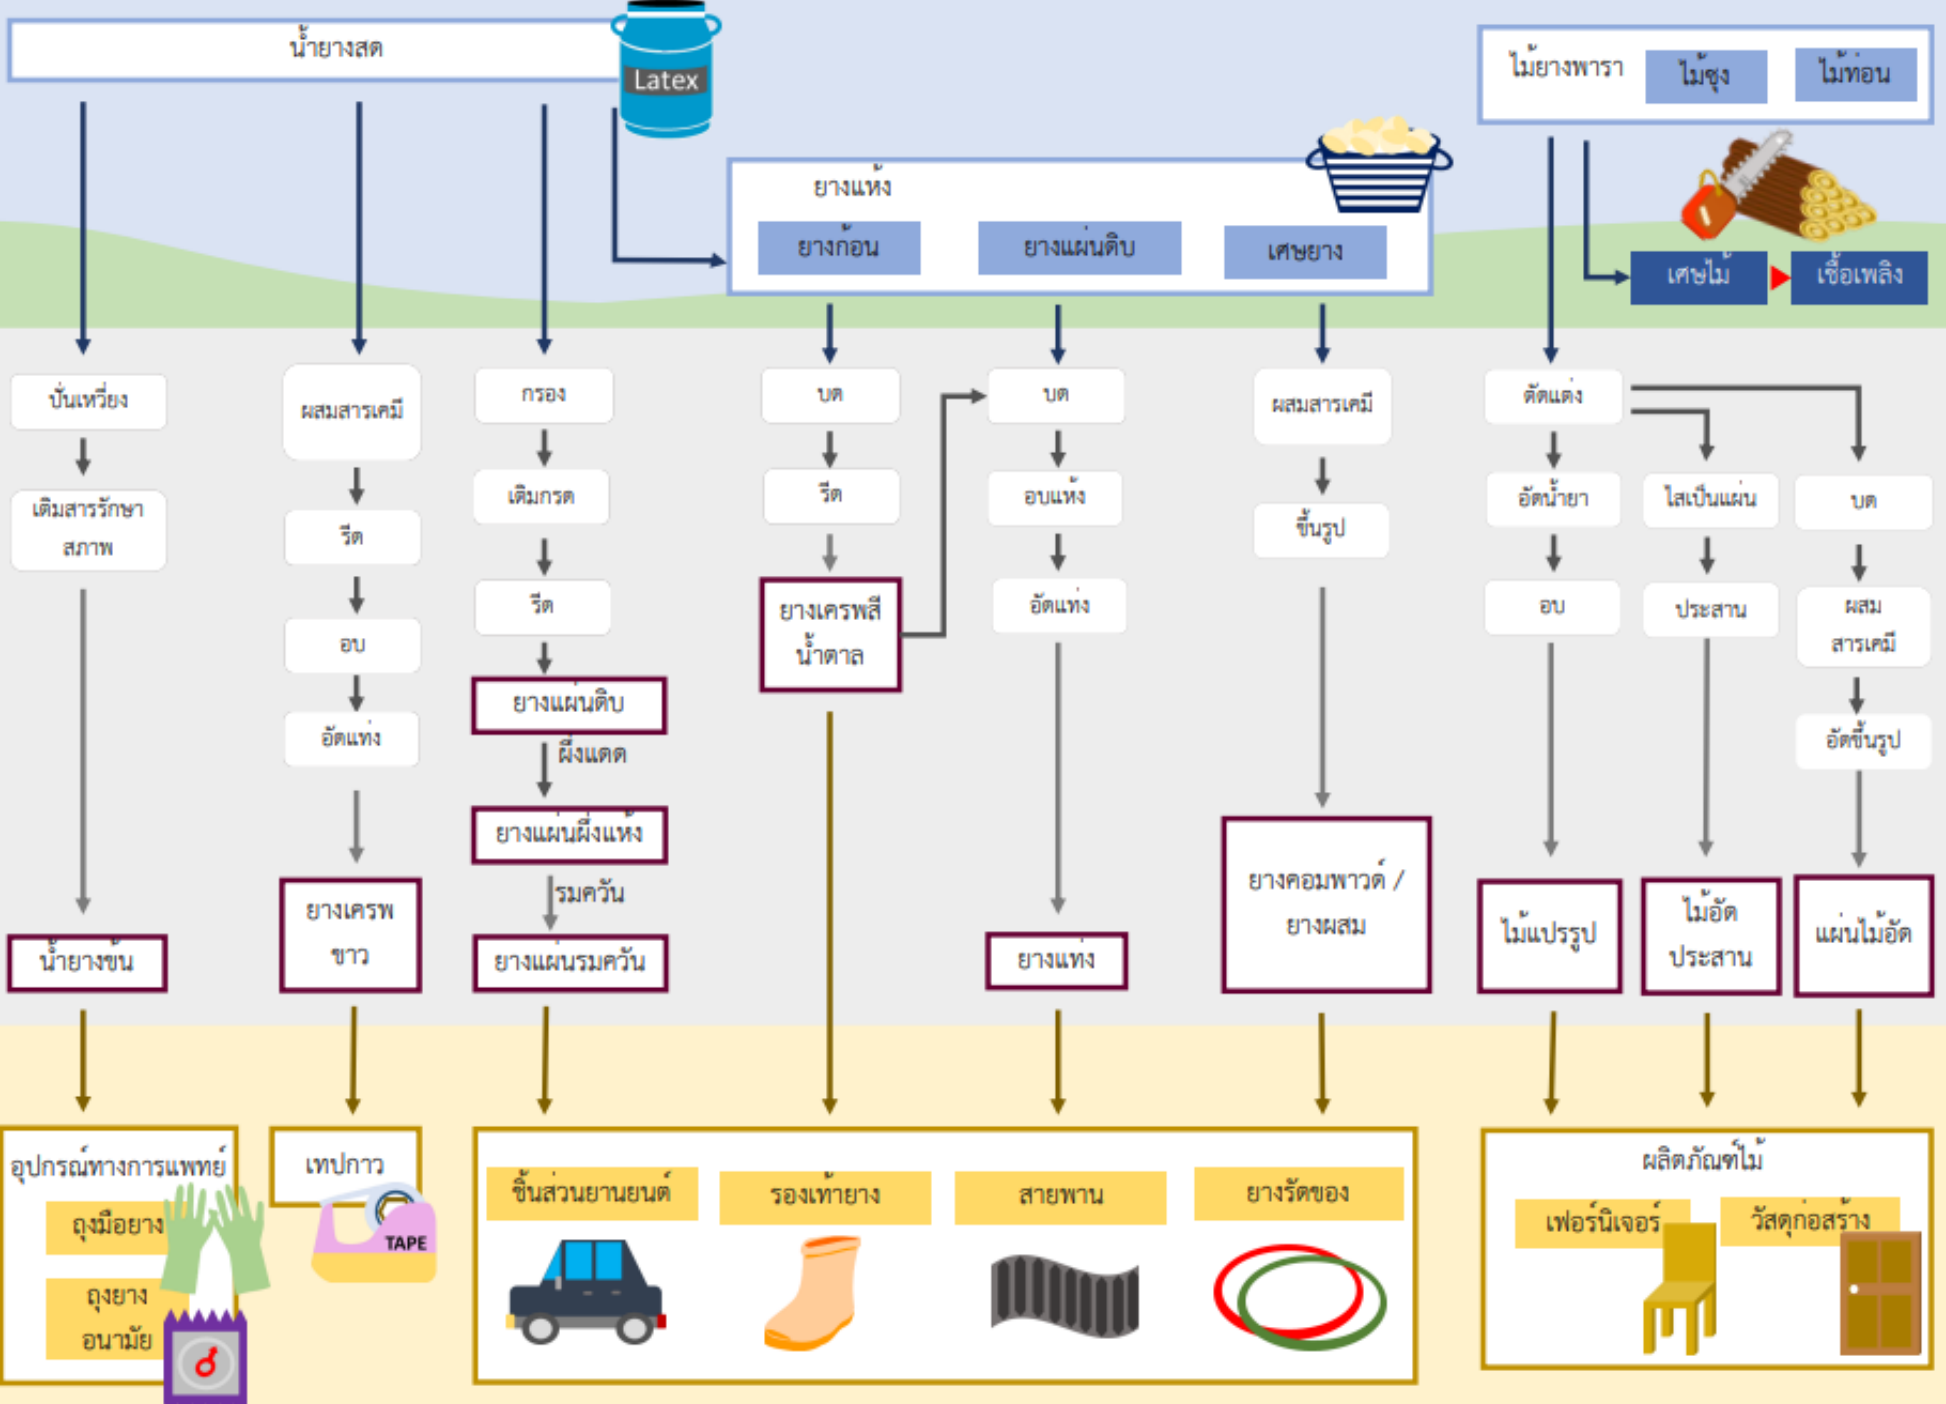 น้ำยางสด
Latex
ไม้ยางพารา
ไม้ซุง
ไม้ท่อน
ยางแห้ง
ยางก้อน
ยางแผ่นดิบ
เศษยาง
เศษไม้
เชื้อเพลิง
ปั่นเหวี่ยง
เติมสารรักษา
สภาพ
น้ำยางข้น
ผสมสารเคมี
รีด
อบ
อัดแท่ง
ยางเครพ
ขาว
กรอง
เติมกรด
รีด
ยางแผ่นดิบ
ผึ่งแดด
ยางแผ่นผึ่งแห้ง
รมควัน
ยางแผ่นรมควัน
บด
รีด
ยางเครพสี
น้ำตาล
บด
อบแห้ง
อัดแท่ง
ยางแท่ง
ผสมสารเคมี
ขึ้นรูป
ยางคอมพาวด์ /
ยางผสม
ตัดแต่ง
อัดน้ำยา
อบ
ไม้แปรรูป
ไสเป็นแผ่น
ประสาน
ไม้อัด
ประสาน
บด
ผสม
สารเคมี
อัดขึ้นรูป
แผ่นไม้อัด
อุปกรณ์ทางการแพทย์
ถุงมือยาง
ถุงยาง
อนามัย
เทปกาว
TAPE
ชิ้นส่วนยานยนต์
รองเท้ายาง
สายพาน
ยางรัดของ
ผลิตภัณฑ์ไม้
เฟอร์นิเจอร์
วัสดุก่อสร้าง